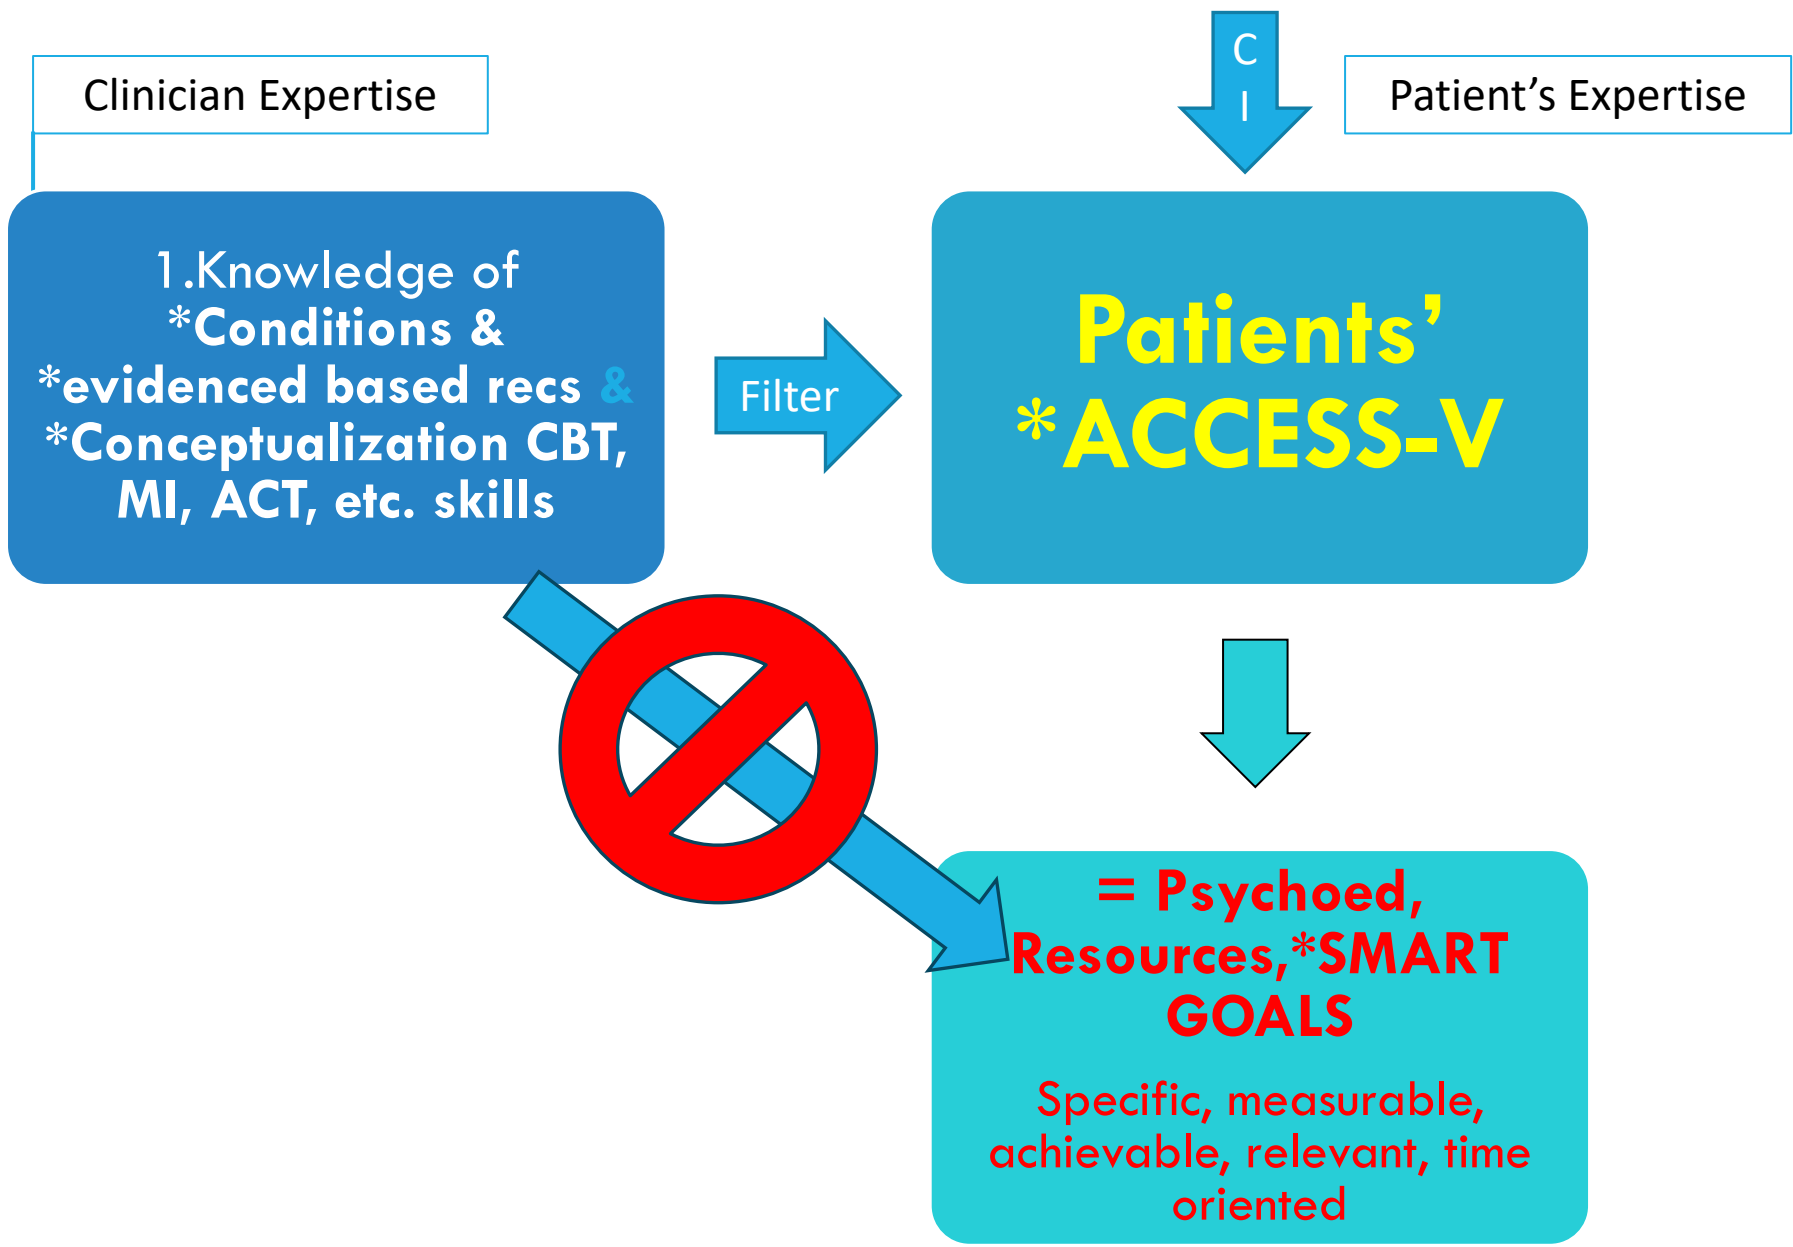 Clinician Expertise
C
I
Patient’s Expertise
1.Knowledge of
*Conditions &
*evidenced based recs &
*Conceptualization CBT,
MI, ACT, etc. skills
Filter
Patients’
*ACCESS-V
= Psychoed,
Resources,*SMART
GOALS
Specific, measurable,
achievable, relevant, time
oriented